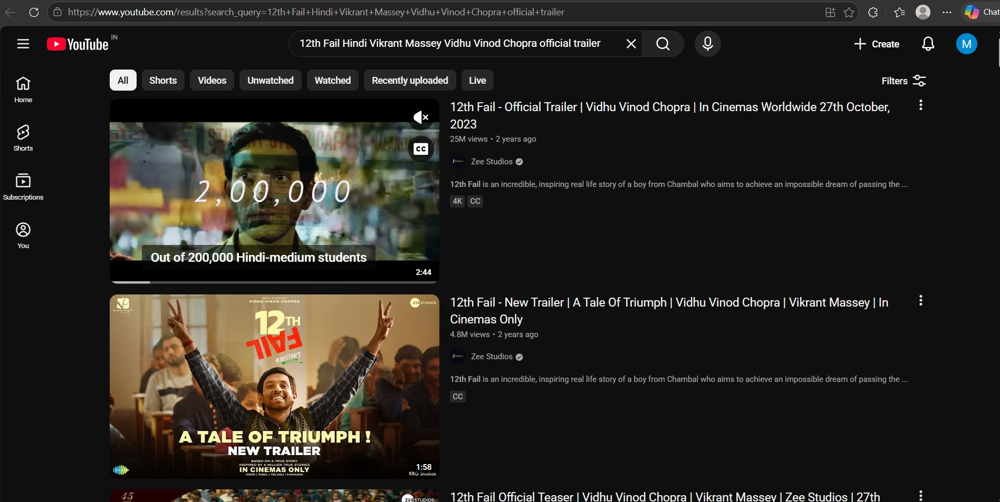 https://www.youtube.com/results?search_query=12th+Fail+Hindi+Vikrant+Massey+Vidhu+Vinod+Chopra+official+trailer
Chat
YouTube IN
12th Fail Hindi Vikrant Massey Vidhu Vinod Chopra official trailer
Create
M
Home
Shorts
Subscriptions
You
All
Shorts
Videos
Unwatched
Watched
Recently uploaded
Live
Filters
CC
2,00,000
Out of 200,000 Hindi-medium students
2:44
12th Fail - Official Trailer | Vidhu Vinod Chopra | In Cinemas Worldwide 27th October,
2023
25M views • 2 years ago
Zee Studios
12th Fail is an incredible, inspiring real life story of a boy from Chambal who aims to achieve an impossible dream of passing the ...
4K CC
FROM DIRECTOR
VIDHU VINOD CHOPRA
ZEE STUDIOS
12TH
FAIL
#RESTART
A TALE OF TRIUMPH !
NEW TRAILER
BASED ON A TRUE STORY
INSPIRED BY A MILLION TRUE STORIES
IN CINEMAS ONLY
HINDI | TAMIL | TELUGU | KANNADA
1:58
KRG Studios
12th Fail - New Trailer | A Tale Of Triumph | Vidhu Vinod Chopra | Vikrant Massey | In
Cinemas Only
4.8M views • 2 years ago
Zee Studios
12th Fail is an incredible, inspiring real life story of a boy from Chambal who aims to achieve an impossible dream of passing the ...
CC
45
ZEE STUDIOS
12th Fail Official Teaser | Vidhu Vinod Chopra | Vikrant Massey | Zee Studios | 27th